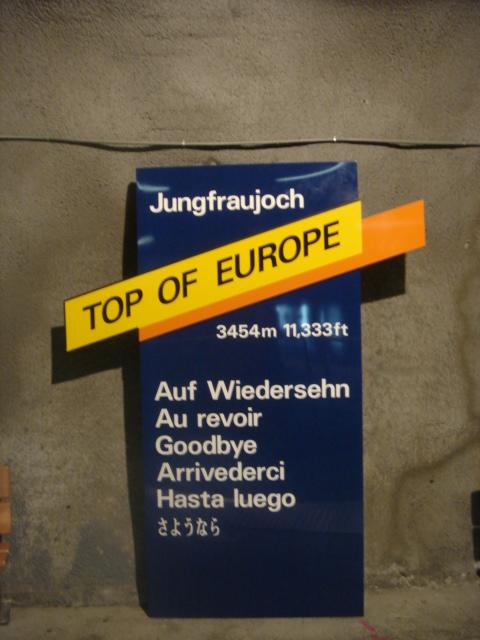 Jungfraujoch
TOP OF EUROPE
3454m 11,333ft
Auf Wiedersehn
Au revoir
Goodbye
Arrivederci
Hasta luego
さようなら